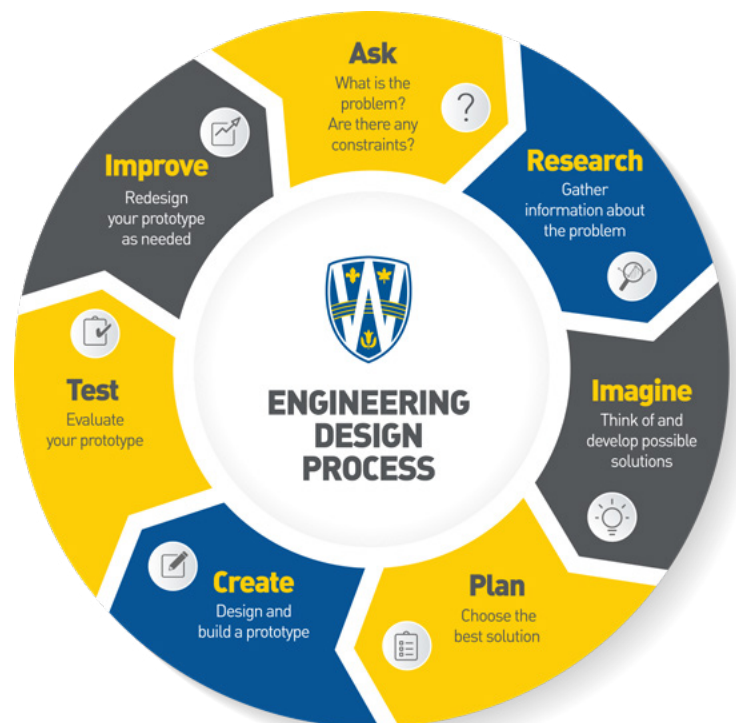 Ask
What is the
problem?
Are there any
constraints?
?
Research
Gather
information about
the problem
Imagine
Think of and
develop possible
solutions
Plan
Choose the
best solution
Create
Design and
build a prototype
Test
Evaluate
your prototype
Improve
Redesign
your prototype
as needed
W
ENGINEERING
DESIGN
PROCESS